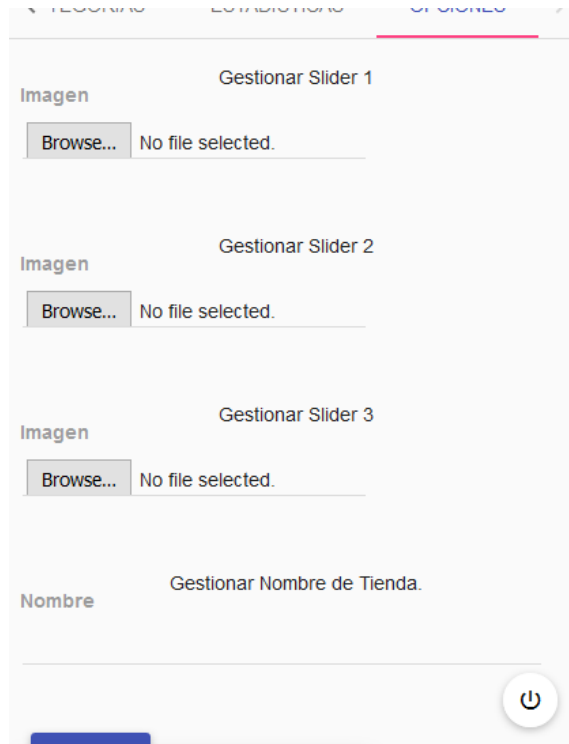 Gestionar Slider 1
Imagen
Browse... No file selected.
Gestionar Slider 2
Imagen
Browse... No file selected.
Gestionar Slider 3
Imagen
Browse... No file selected.
Gestionar Nombre de Tienda.
Nombre